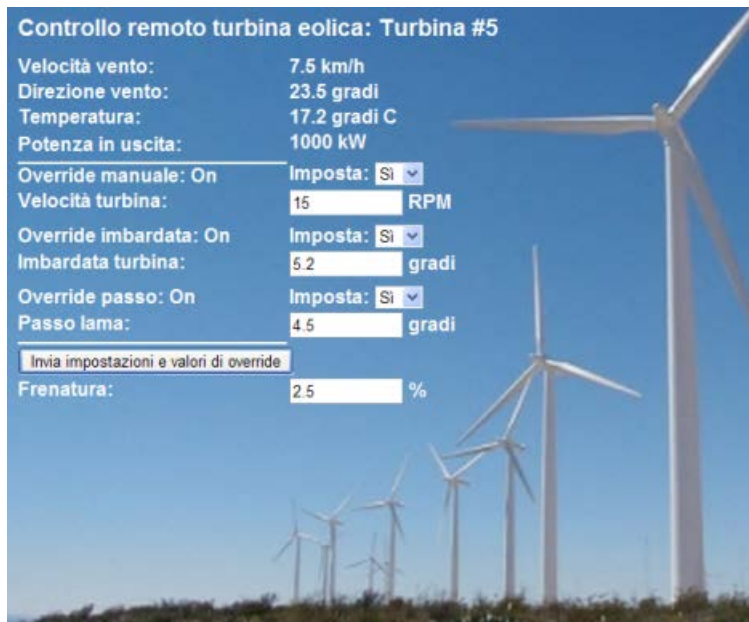 Controllo remoto turbina eolica: Turbina #5
Velocità vento: 7.5 km/h
Direzione vento: 23.5 gradi
Temperatura: 17.2 gradi C
Potenza in uscita: 1000 kW
Override manuale: On Imposta: Sì
Velocità turbina: 15 RPM
Override imbardata: On Imposta: Sì
Imbardata turbina: 5.2 gradi
Override passo: On Imposta: Sì
Passo lama: 4.5 gradi
Invia impostazioni e valori di override
Frenatura: 2.5 %